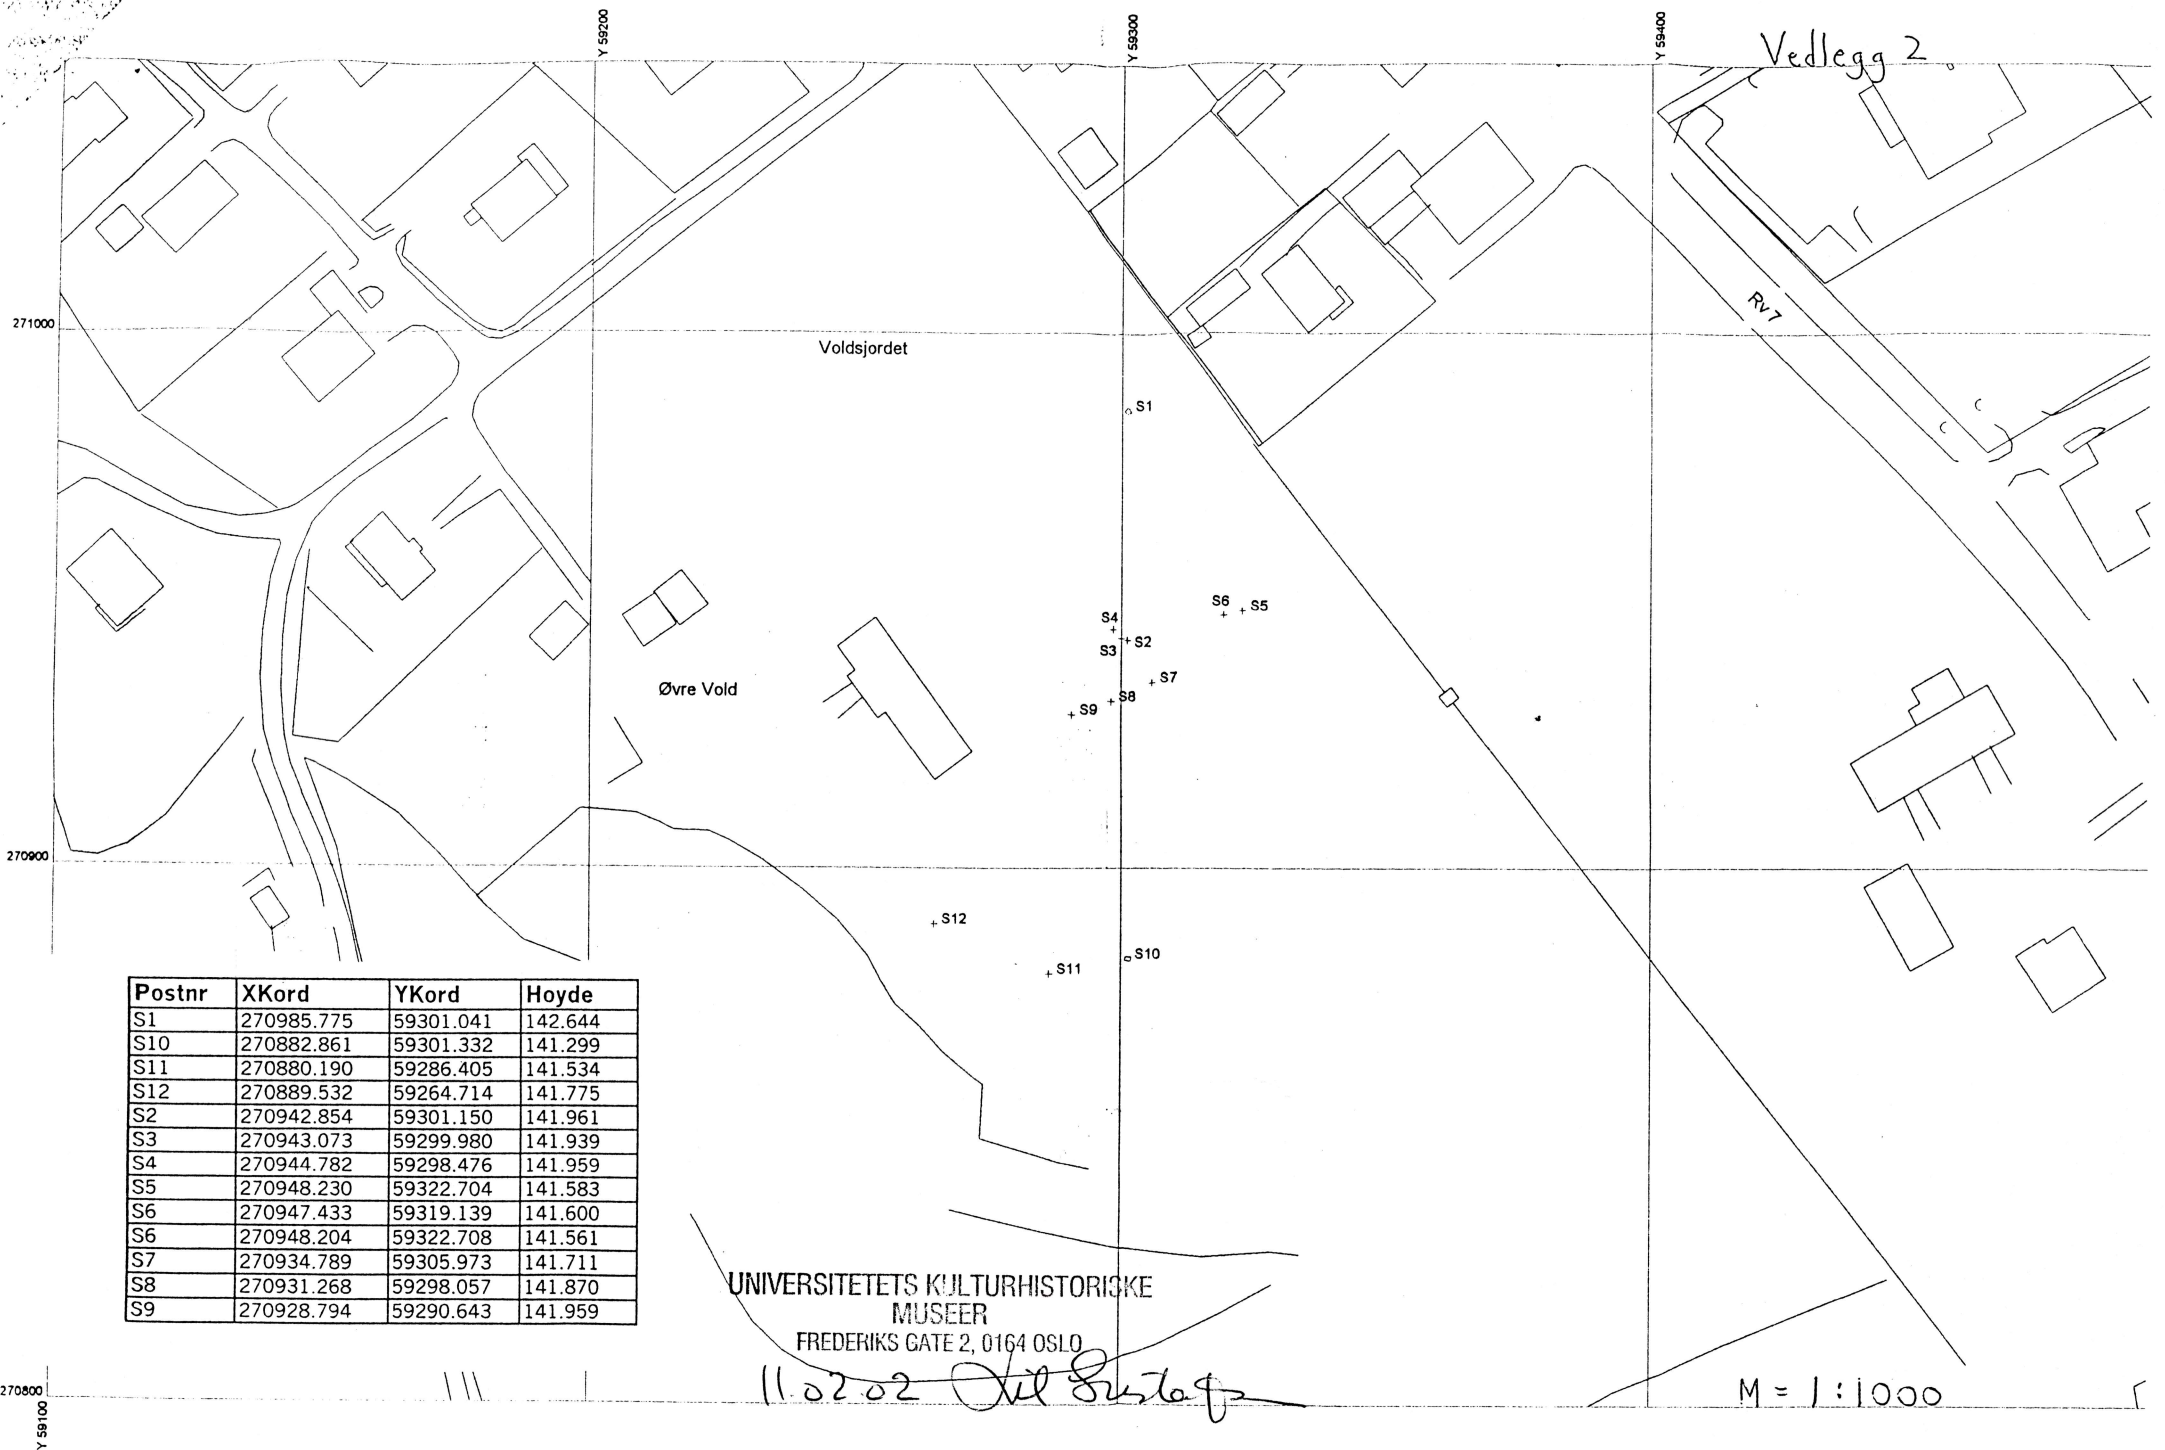 Y 59200
Y 59300
Y 59400
Vedlegg 2
271000
Voldsjordet
Rv 7
S1
S6
S5
S4
S2
S3
S7
Øvre Vold
S8
S9
270900
S12
S10
S11
Postnr XKord YKord Hoyde
S1 270985.775 59301.041 142.644
S10 270882.861 59301.332 141.299
S11 270880.190 59286.405 141.534
S12 270889.532 59264.714 141.775
S2 270942.854 59301.150 141.961
S3 270943.073 59299.980 141.939
S4 270944.782 59298.476 141.959
S5 270948.230 59322.704 141.583
S6 270947.433 59319.139 141.600
S6 270948.204 59322.708 141.561
S7 270934.789 59305.973 141.711
S8 270931.268 59298.057 141.870
S9 270928.794 59290.643 141.959
UNIVERSITETETS KULTURHISTORISKE
MUSEER
FREDERIKS GATE 2, 0164 OSLO
11.02.02
270800
M = 1:1000
Y 59100